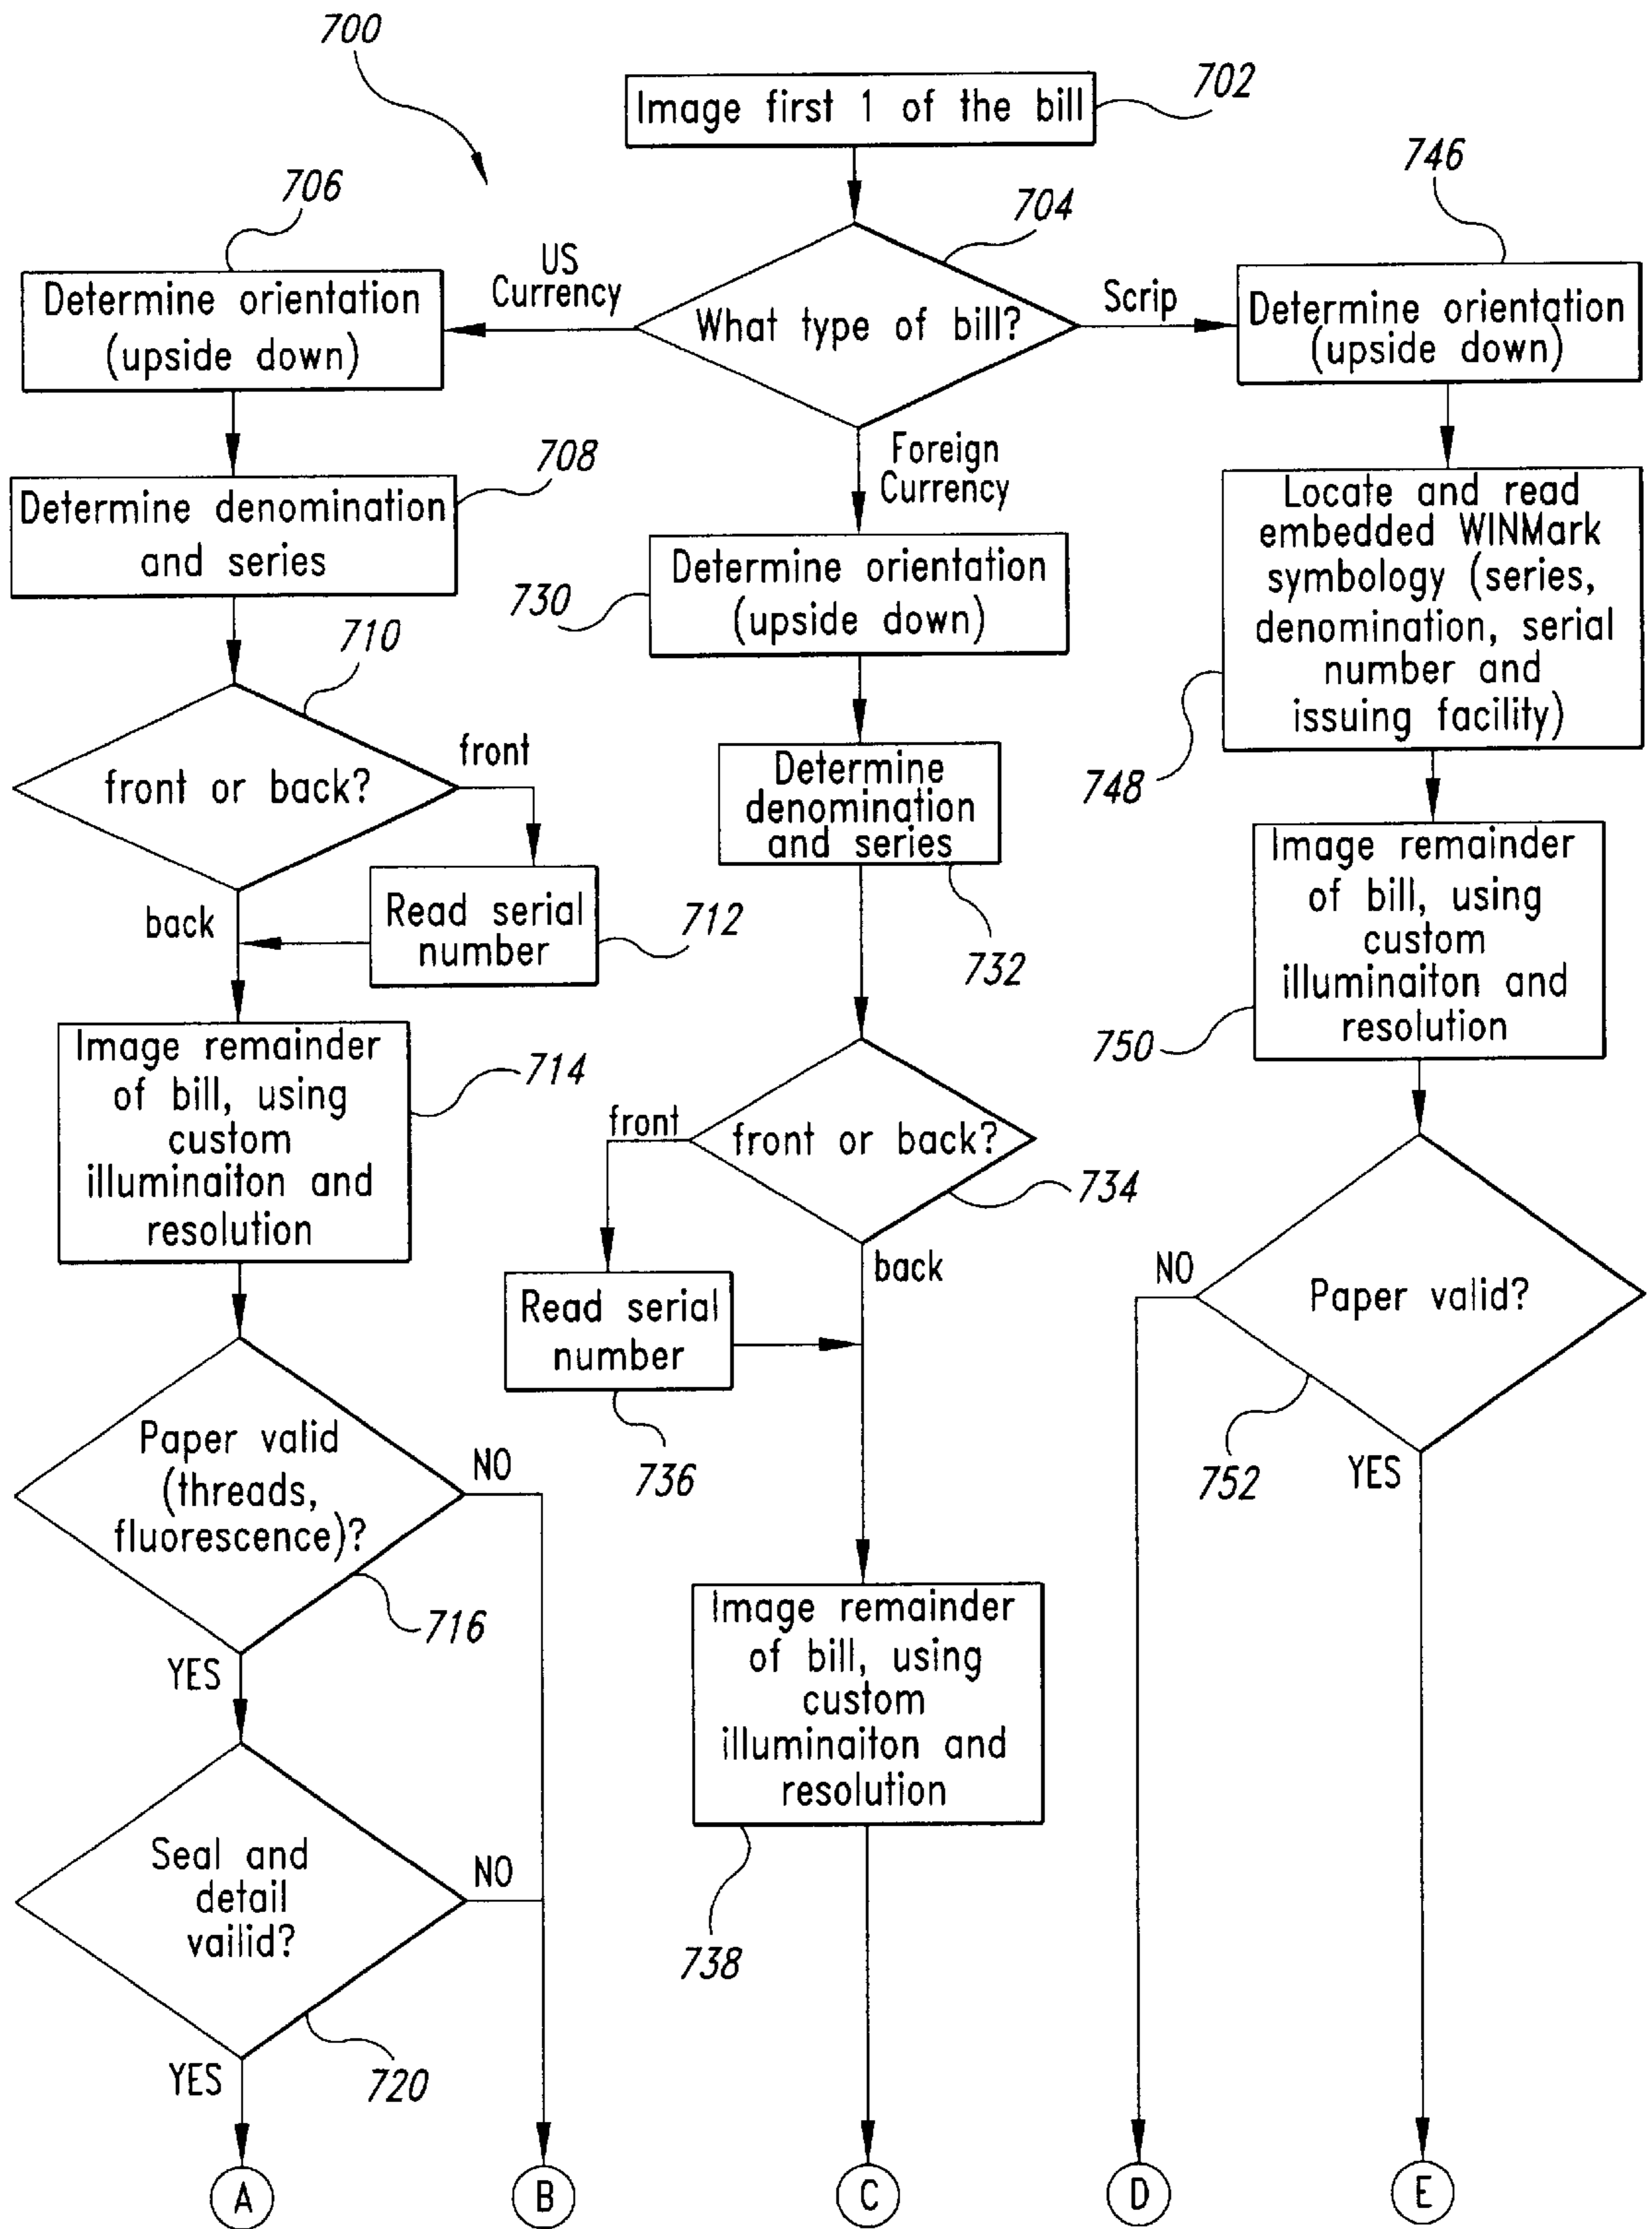 700
Image first 1 of the bill
702
706
704
746
Determine orientation
(upside down)
US
Currency
What type of bill?
Scrip
Determine orientation
(upside down)
Foreign
Currency
708
Determine denomination
and series
730
Determine orientation
(upside down)
Locate and read
embedded WINMark
symbology (series,
denomination, serial
number and
issuing facility)
748
710
front or back?
front
back
Read serial
number
712
Determine
denomination
and series
732
Image remainder
of bill, using
custom
illuminaiton and
resolution
750
Image remainder
of bill, using
custom
illuminaiton and
resolution
714
front
front or back?
734
back
Read serial
number
736
NO
Paper valid?
752
YES
Paper valid
(threads,
fluorescence)?
NO
716
YES
Image remainder
of bill, using
custom
illuminaiton and
resolution
738
Seal and
detail
vailid?
NO
720
YES
A
B
C
D
E